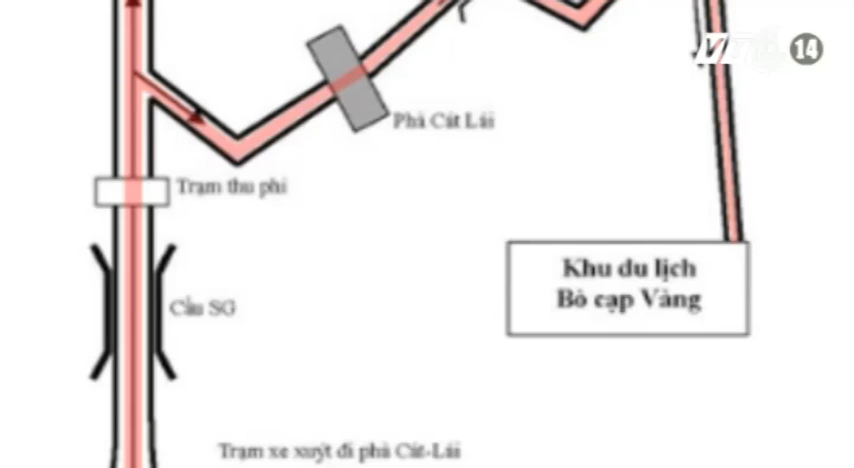 14
Phà Cát Lái
Trạm thu phí
Khu du lịch
Bò cạp Vàng
Cầu SG
Trạm xe xuýt đi phà Cát-Lái